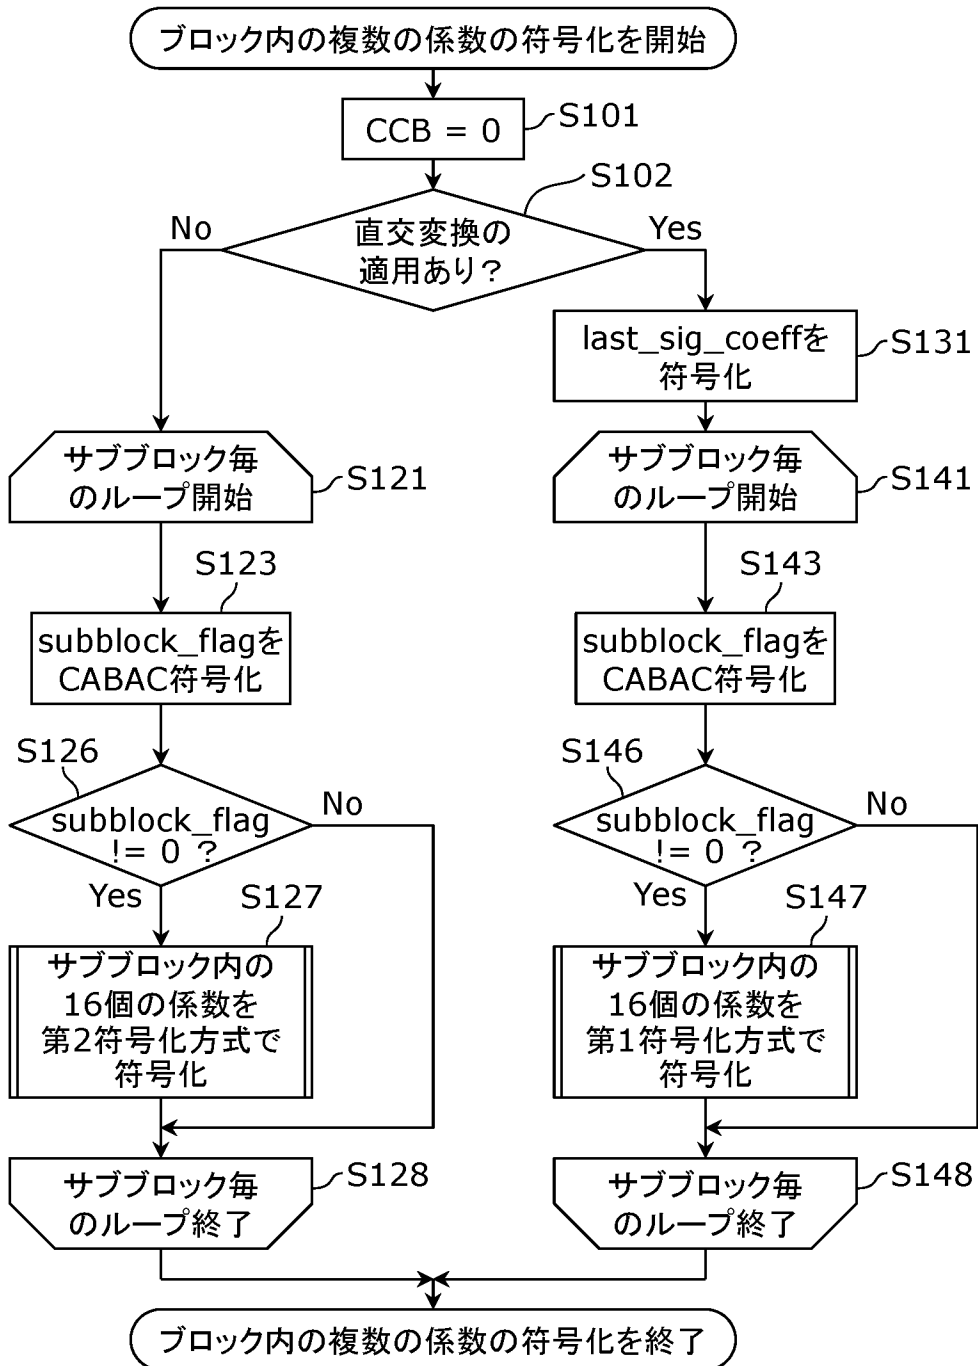 ブロック内の複数の係数の符号化を開始
CCB = 0
S101
S102
直交変換の
適用あり?
No
Yes
last_sig_coeffを
符号化
S131
サブブロック毎
のループ開始
S121
サブブロック毎
のループ開始
S141
S123
subblock_flagを
CABAC符号化
S143
subblock_flagを
CABAC符号化
S126
subblock_flag
!= 0 ?
No
Yes
S146
subblock_flag
!= 0 ?
No
Yes
S127
サブブロック内の
16個の係数を
第2符号化方式で
符号化
S147
サブブロック内の
16個の係数を
第1符号化方式で
符号化
サブブロック毎
のループ終了
S128
サブブロック毎
のループ終了
S148
ブロック内の複数の係数の符号化を終了